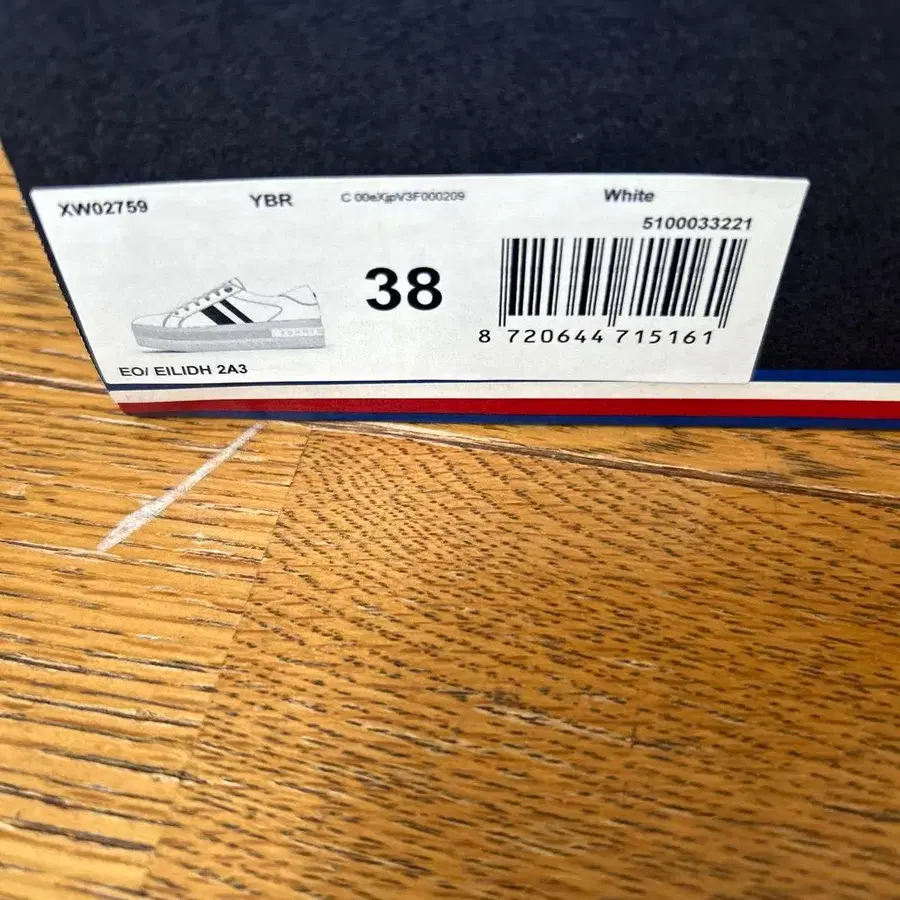 XW02759 YBR C 00eXjpV3F000209 White
5100033221
38
8 720644 715161
EO/ EILIDH 2A3